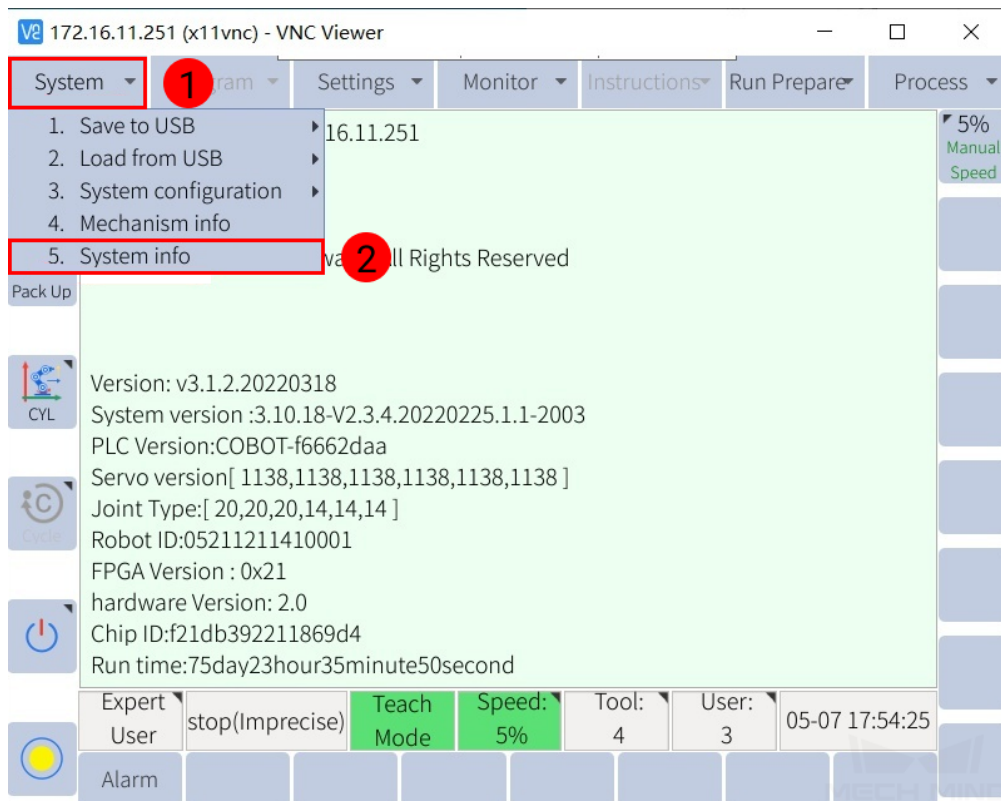 V2 172.16.11.251 (x11vnc) - VNC Viewer
System 1 ram Settings Monitor Instructions Run Prepare Process
1. Save to USB
2. Load from USB
3. System configuration
4. Mechanism info
5. System info 2
16.11.251
ll Rights Reserved
5%
Manual
Speed
Pack Up
CYL
Cycle
Version: v3.1.2.20220318
System version :3.10.18-V2.3.4.20220225.1.1-2003
PLC Version:COBOT-f6662daa
Servo version[ 1138,1138,1138,1138,1138,1138 ]
Joint Type:[ 20,20,20,14,14,14 ]
Robot ID:05211211410001
FPGA Version : 0x21
hardware Version: 2.0
Chip ID:f21db392211869d4
Run time:75day23hour35minute50second
Expert User
stop(Imprecise)
Teach Mode
Speed: 5%
Tool: 4
User: 3
05-07 17:54:25
Alarm
MECH MIND